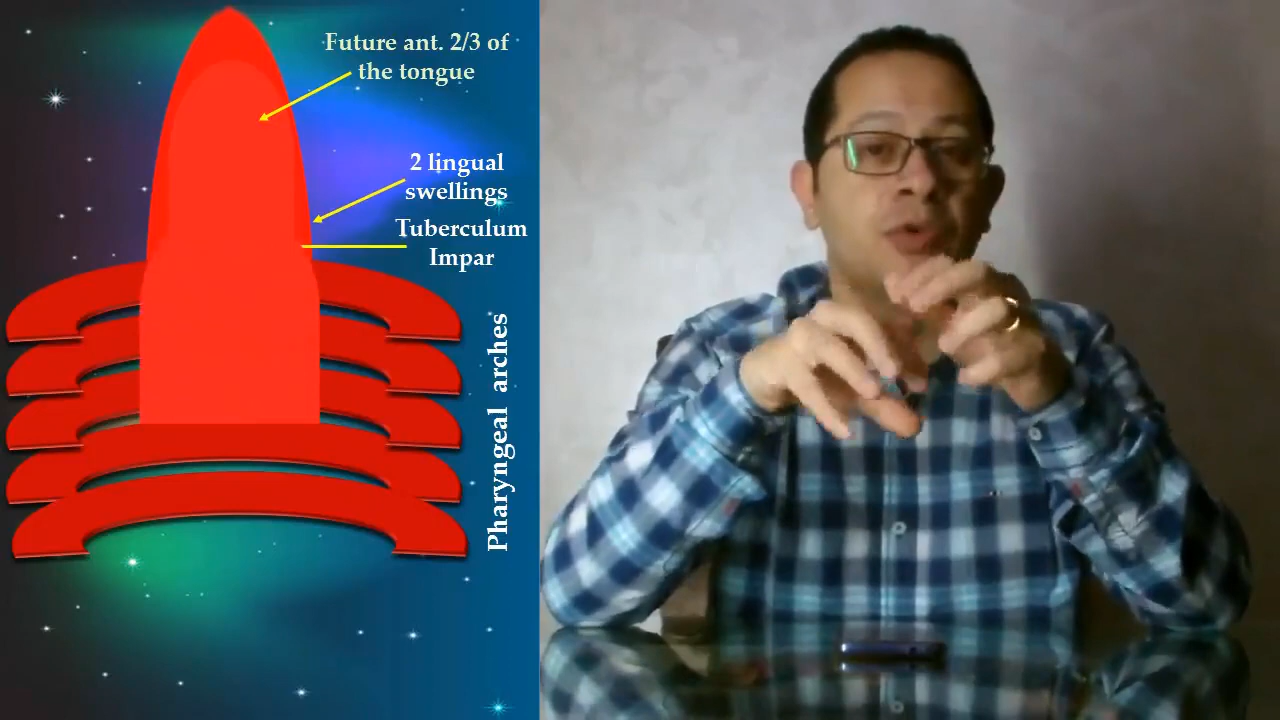 Future ant. 2/3 of
the tongue
2 lingual
swellings
Tuberculum
Impar
Pharyngeal arches